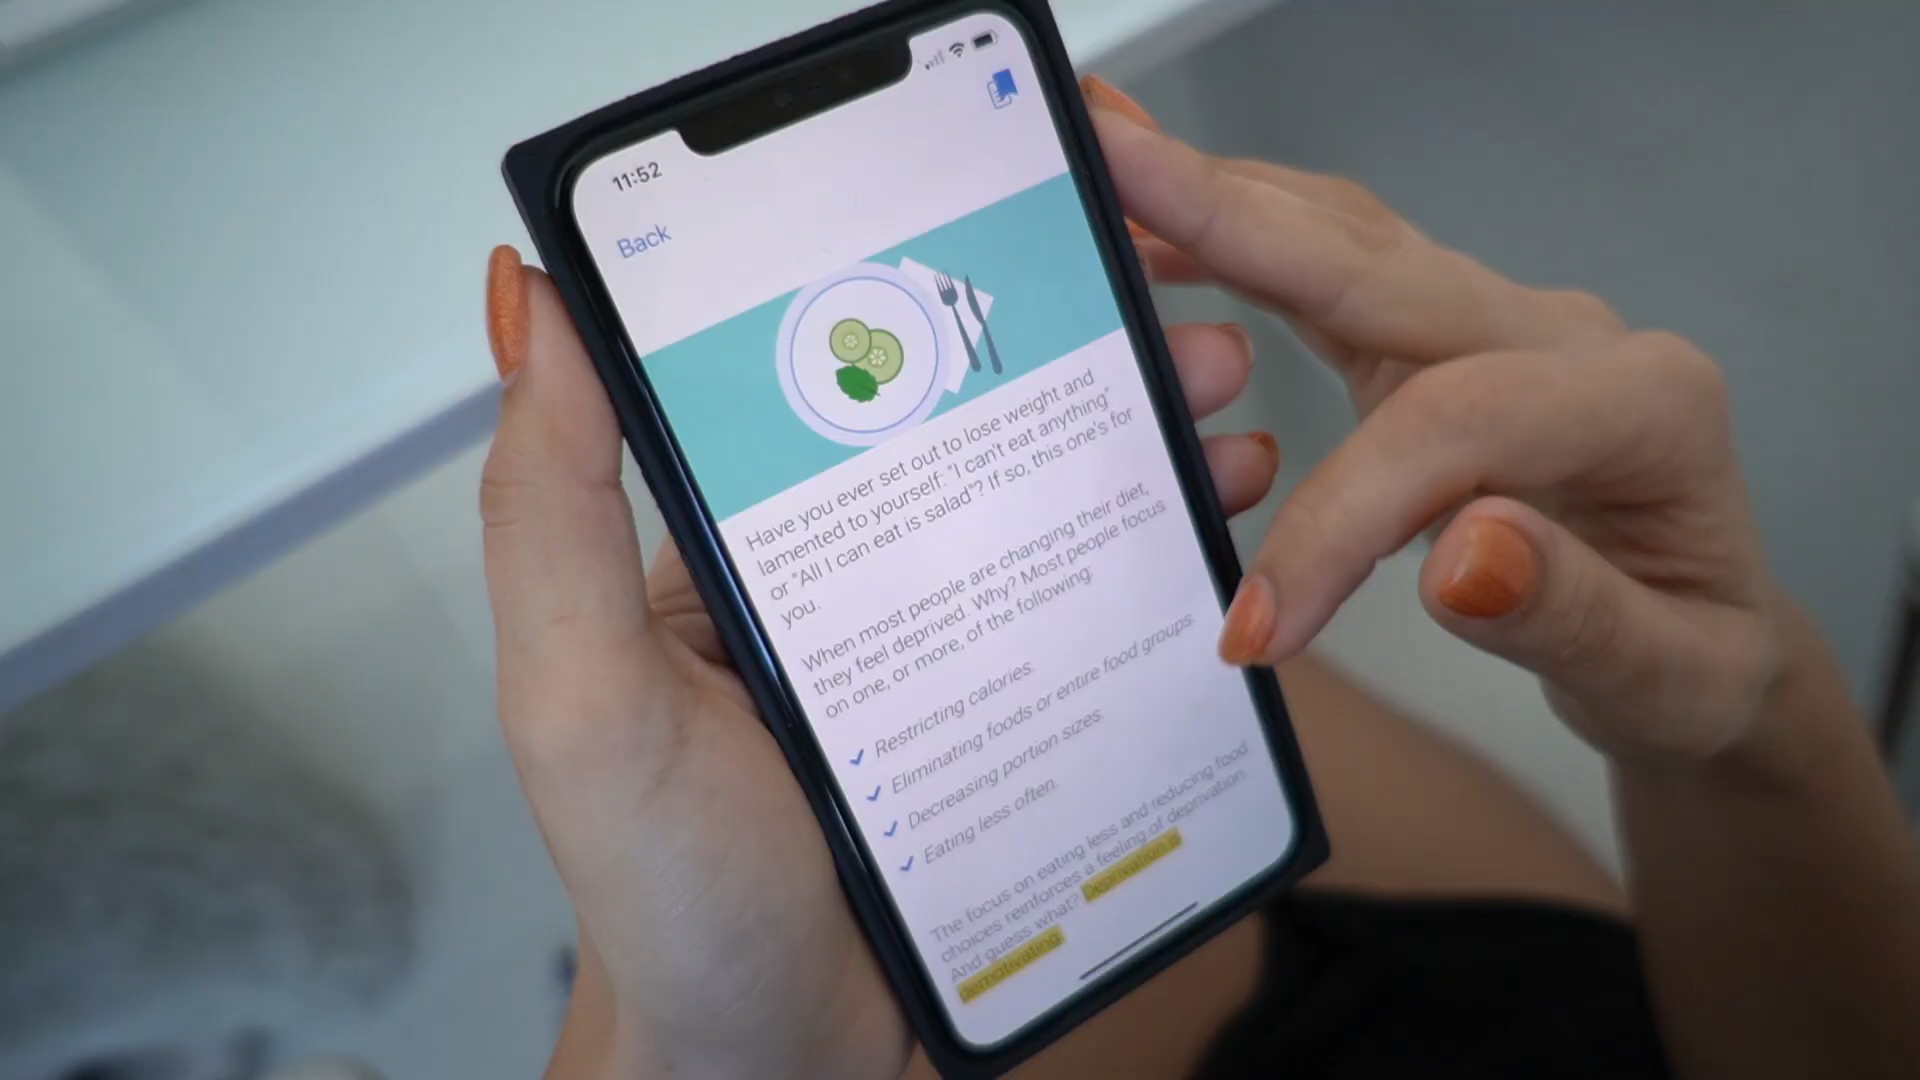 11:52
Back
Have you ever set out to lose weight and
lamented to yourself: "I can't eat anything"
or "All I can eat is salad"? If so, this one's for
you.
When most people are changing their diet,
they feel deprived. Why? Most people focus
on one, or more, of the following:
Restricting calories.
Eliminating foods or entire food groups.
Decreasing portion sizes.
Eating less often.
The focus on eating less and reducing food
choices reinforces a feeling of deprivation.
And guess what? Deprivation is
demotivating.